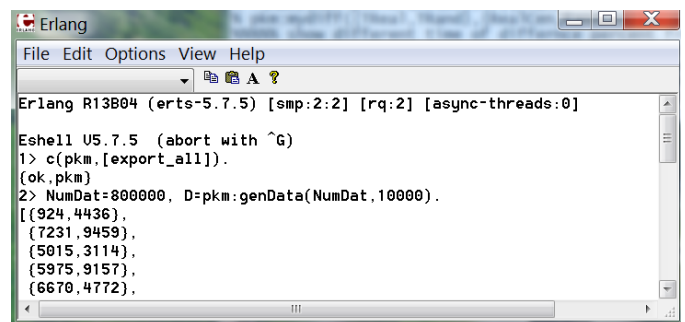 Erlang
File Edit Options View Help
A ?
Erlang R13B04 (erts-5.7.5) [smp:2:2] [rq:2] [async-threads:0]
Eshell V5.7.5 (abort with ^G)
1> c(pkm,[export_all]).
{ok,pkm}
2> NumDat=800000, D=pkm:genData(NumDat,10000).
[{924,4436},
{7231,9459},
{5015,3114},
{5975,9157},
{6670,4772},